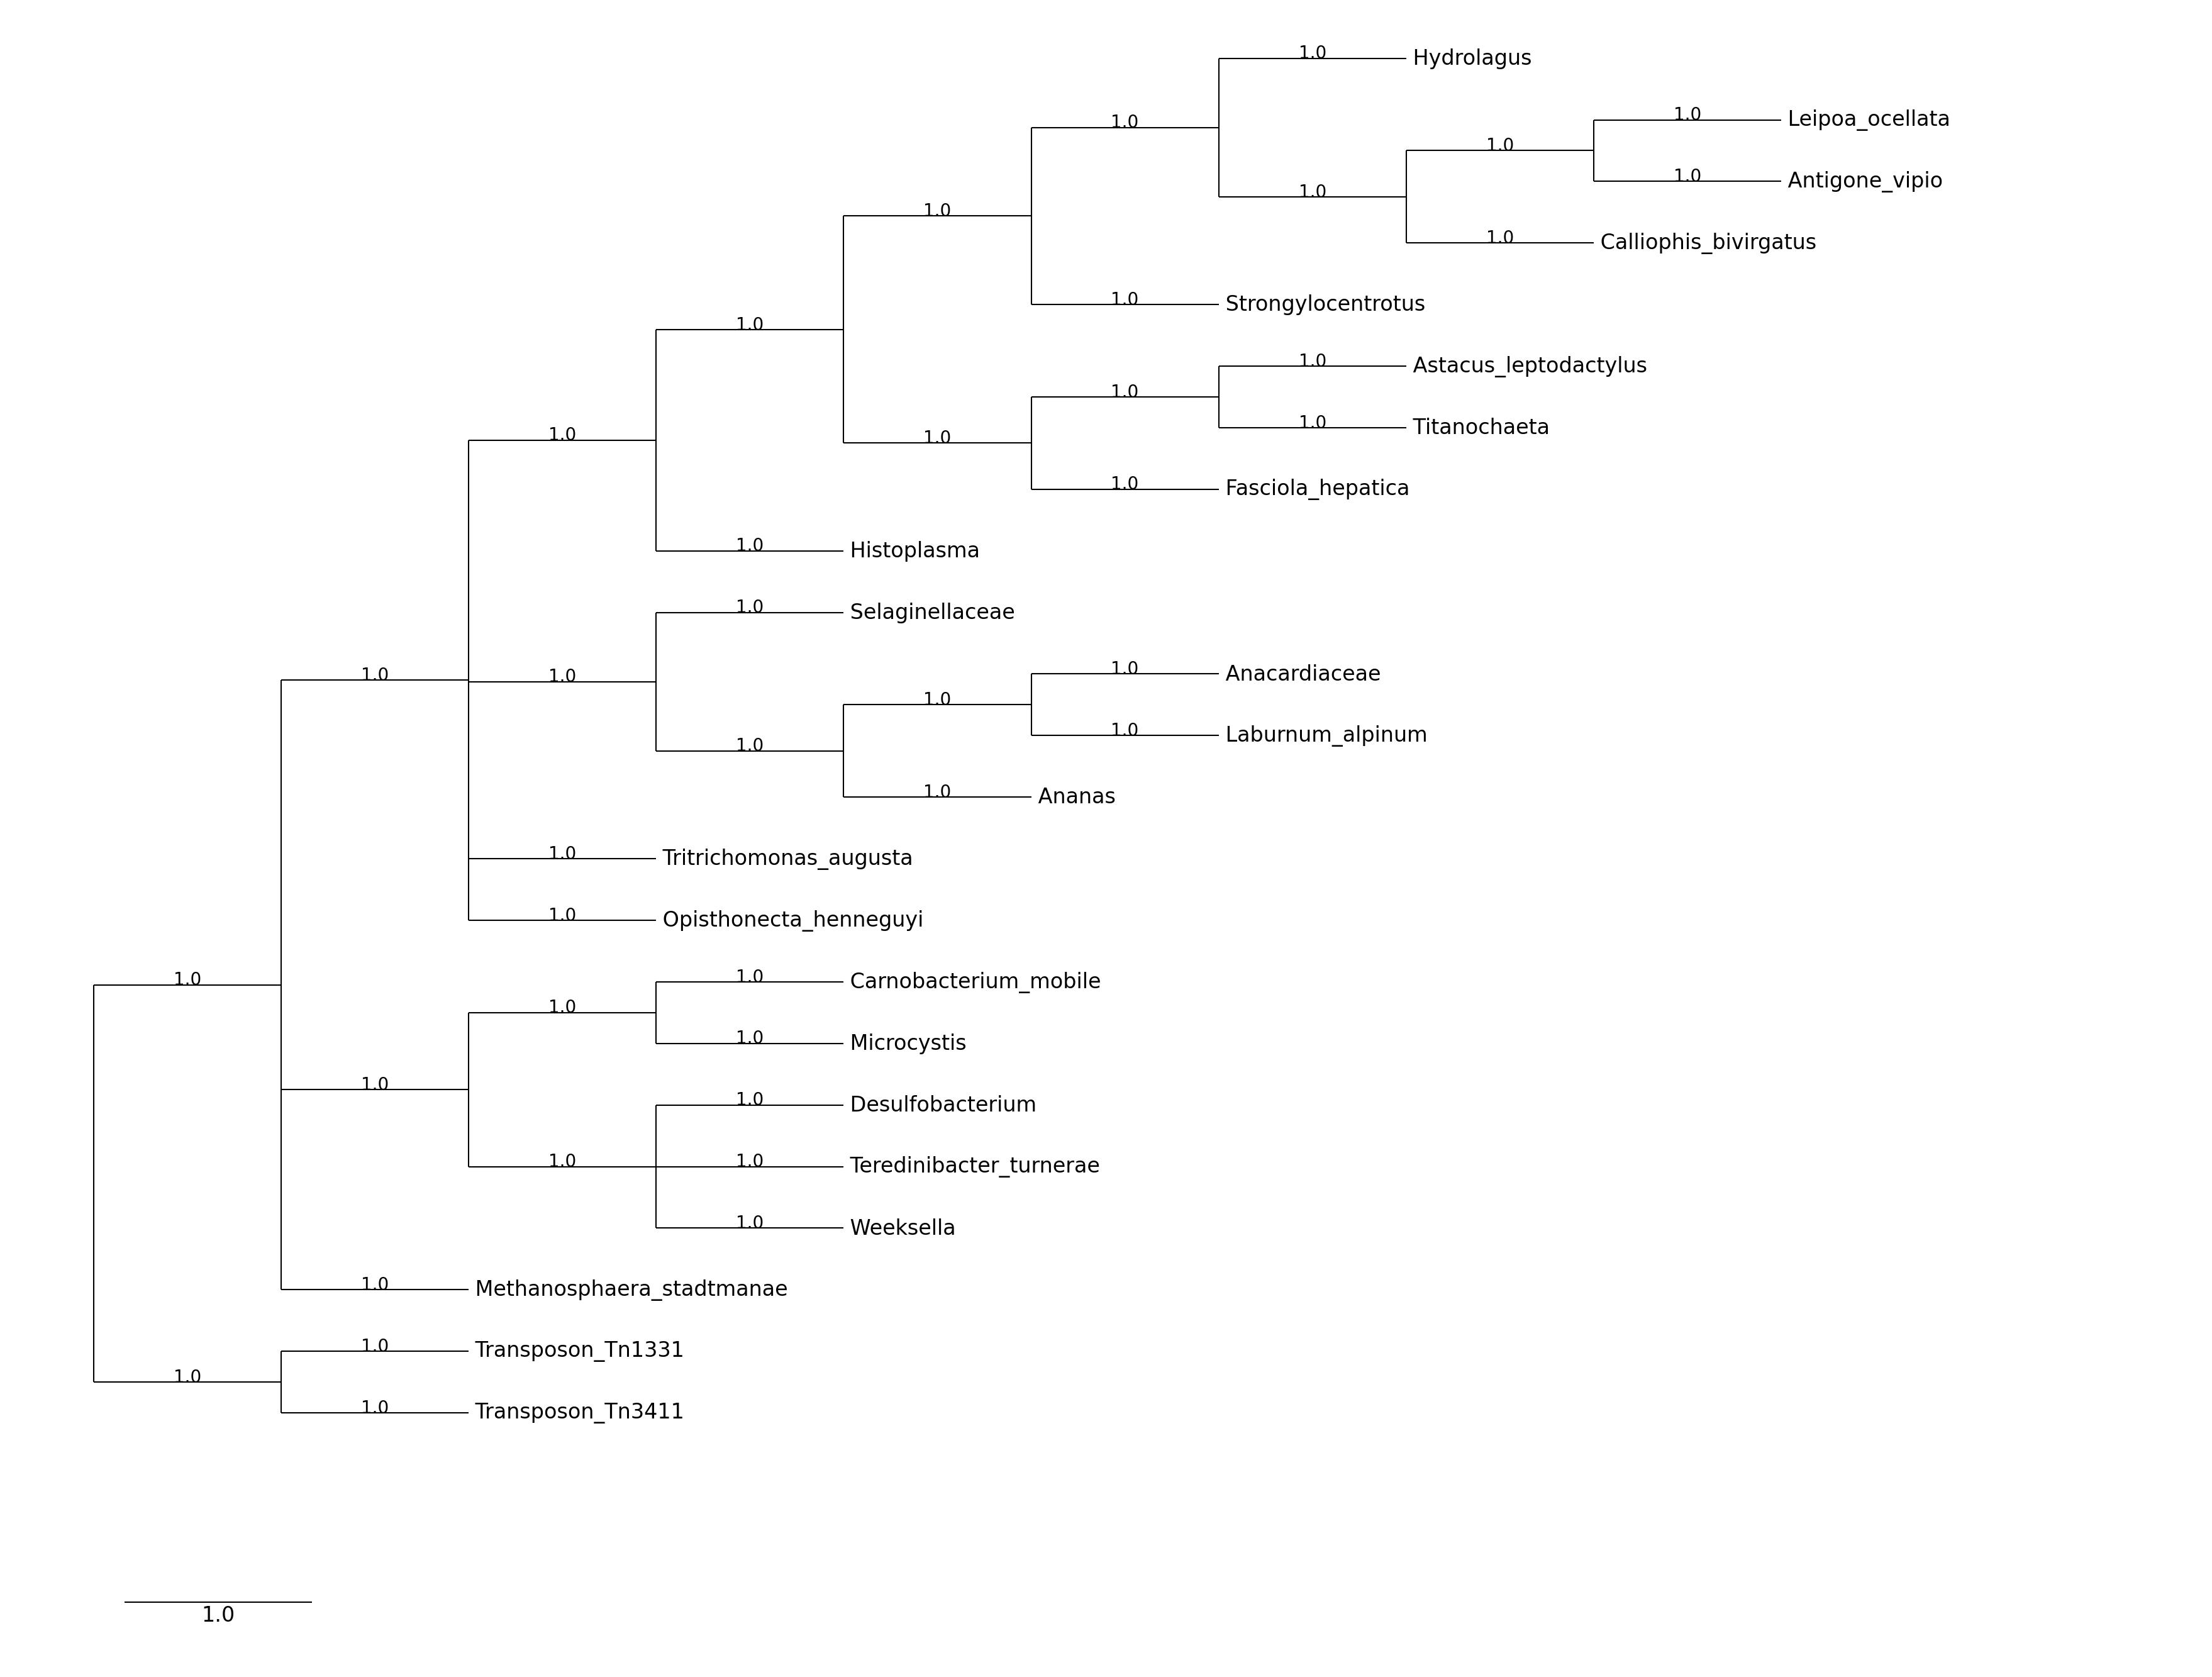 1.0 Hydrolagus
1.0 Leipoa_ocellata
1.0
1.0
1.0 Antigone_vipio
1.0
1.0
1.0 Calliophis_bivirgatus
1.0
1.0 Strongylocentrotus
1.0
1.0 Astacus_leptodactylus
1.0
1.0 Titanochaeta
1.0
1.0
1.0 Fasciola_hepatica
1.0 Histoplasma
1.0 Selaginellaceae
1.0
1.0
1.0 Anacardiaceae
1.0
1.0 Laburnum_alpinum
1.0
1.0 Ananas
1.0 Tritrichomonas_augusta
1.0 Opisthonecta_henneguyi
1.0
1.0 Carnobacterium_mobile
1.0
1.0 Microcystis
1.0
1.0 Desulfobacterium
1.0
1.0 Teredinibacter_turnerae
1.0 Weeksella
1.0 Methanosphaera_stadtmanae
1.0 Transposon_Tn1331
1.0
1.0 Transposon_Tn3411
1.0